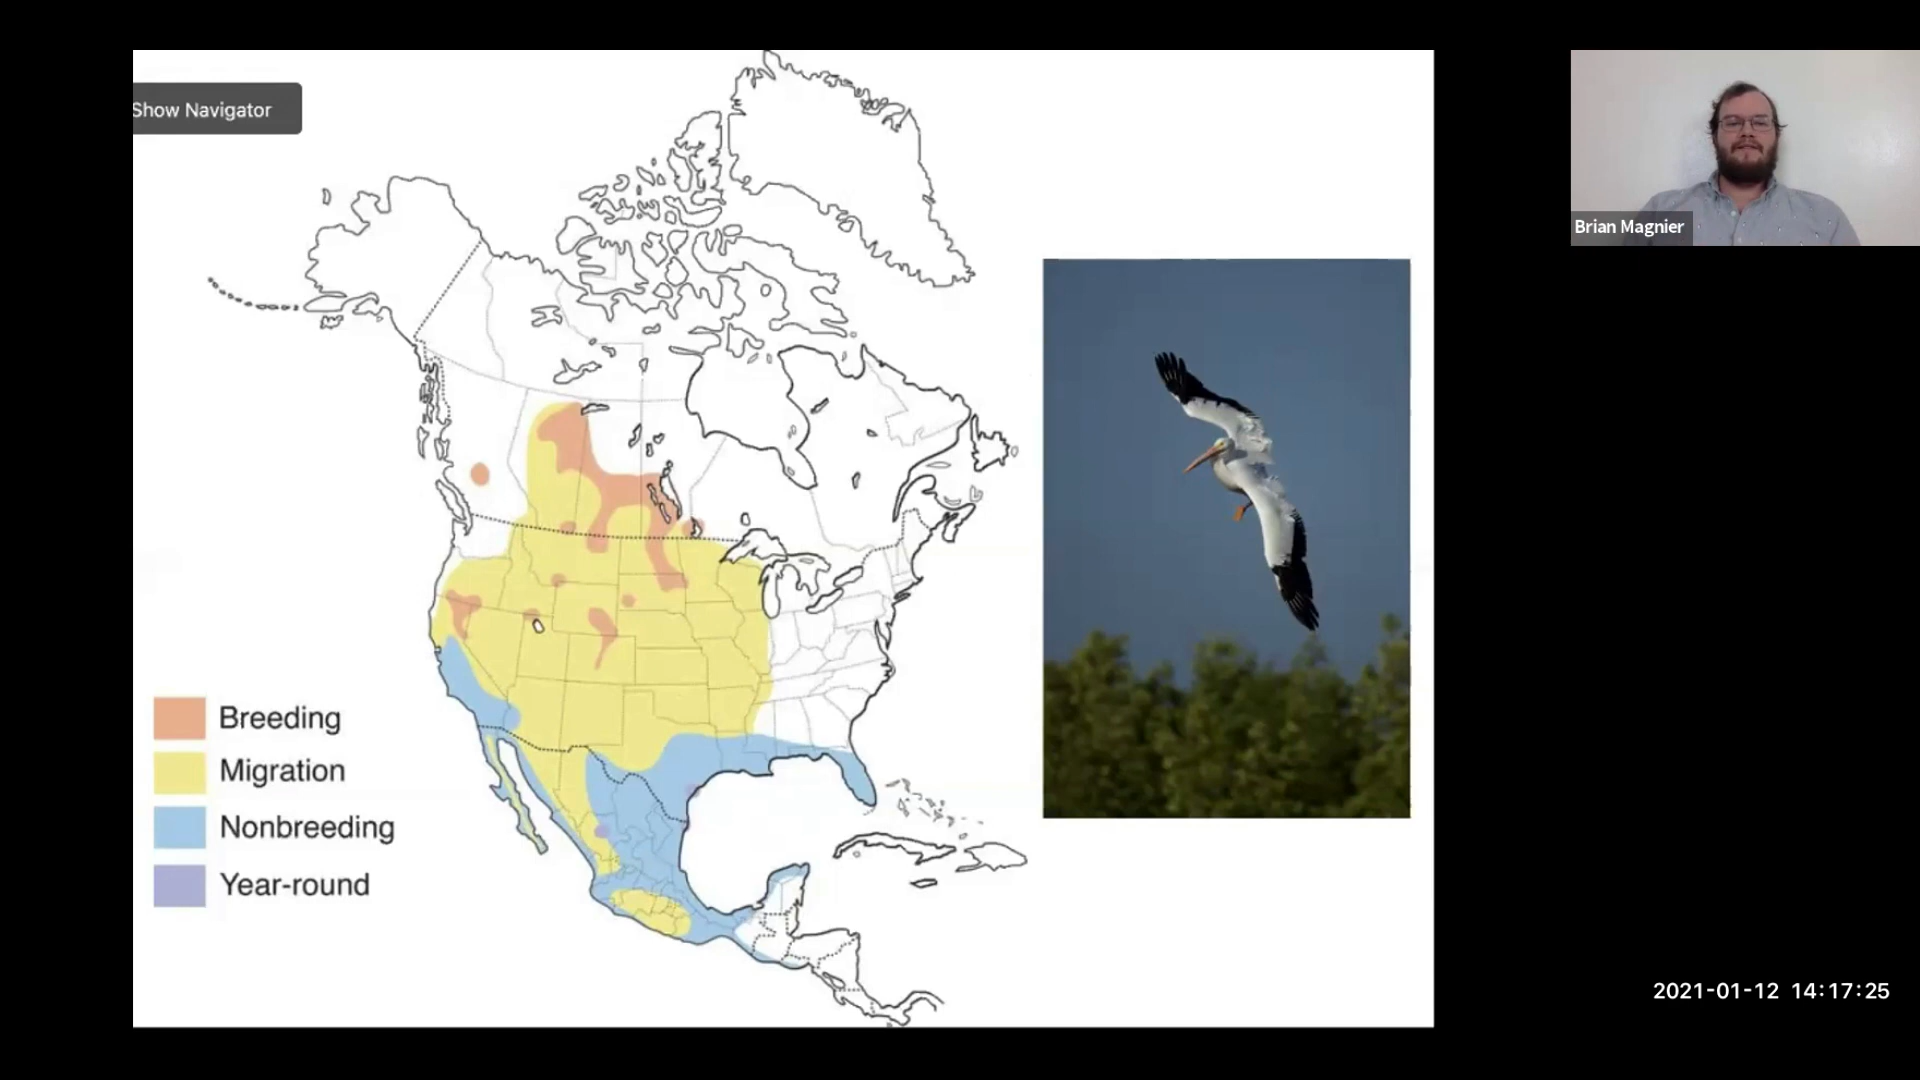 Show Navigator
Brian Magnier
Breeding
Migration
Nonbreeding
Year-round
2021-01-12 14:17:25